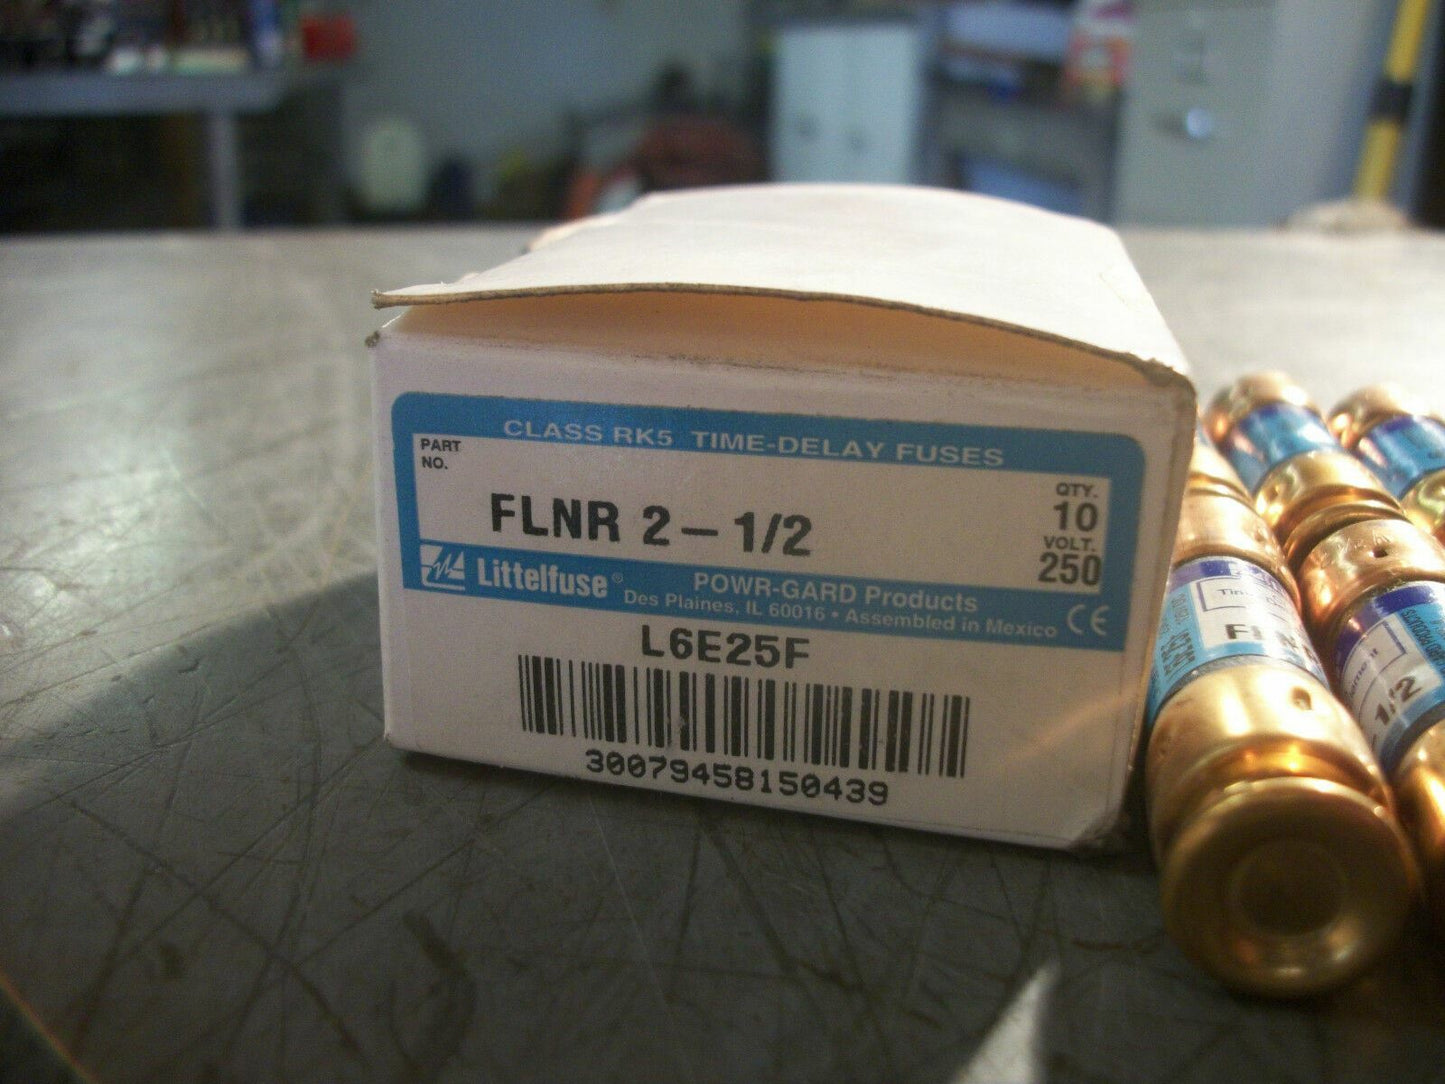 CLASS RK5 TIME-DELAY FUSES
PART NO.
FLNR 2-1/2
QTY.
10
VOLT.
250
Littelfuse®
POWR-GARD Products
Des Plaines, IL 60016 • Assembled in Mexico
CE
L6E25F
30079458150439
1/2